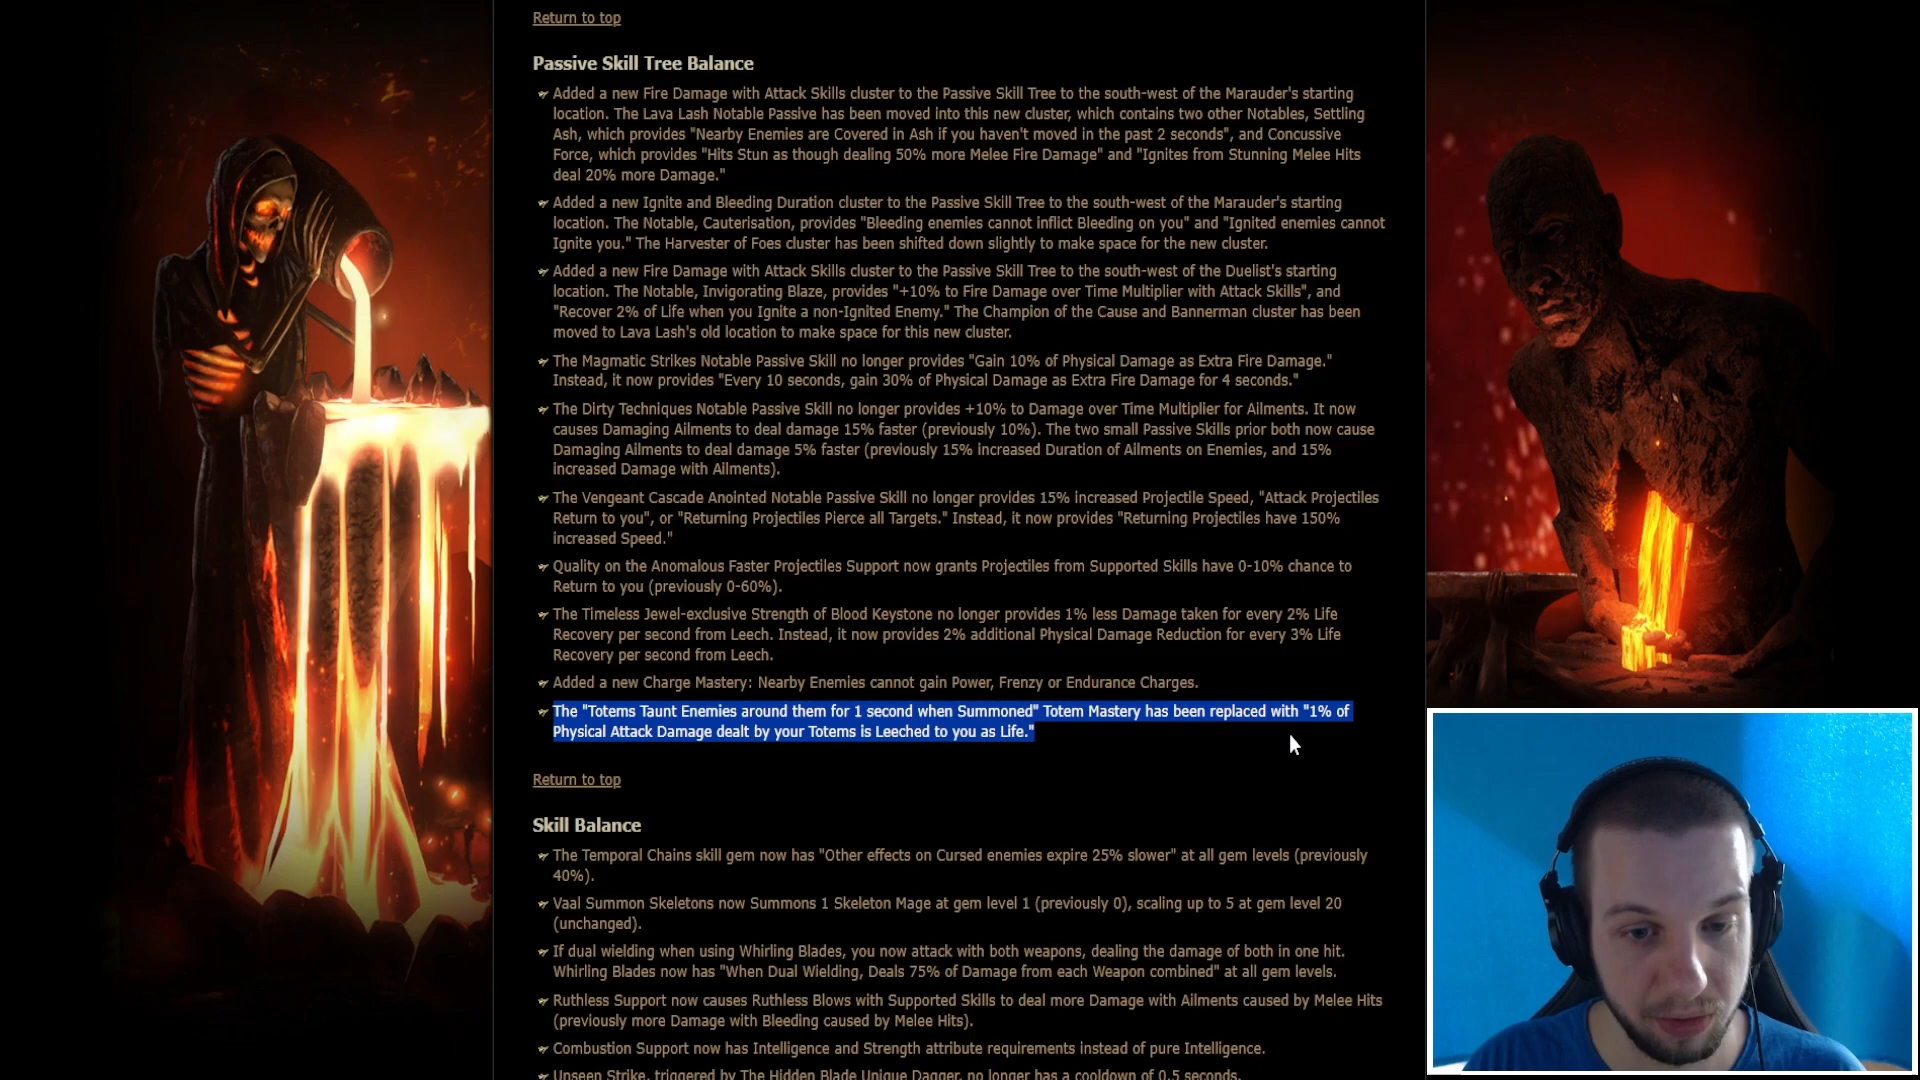 Return to top
Passive Skill Tree Balance
Added a new Fire Damage with Attack Skills cluster to the Passive Skill Tree to the south-west of the Marauder's starting
location. The Lava Lash Notable Passive has been moved into this new cluster, which contains two other Notables, Settling
Ash, which provides "Nearby Enemies are Covered in Ash if you haven't moved in the past 2 seconds", and Concussive
Force, which provides "Hits Stun as though dealing 50% more Melee Fire Damage" and "Ignites from Stunning Melee Hits
deal 20% more Damage."
Added a new Ignite and Bleeding Duration cluster to the Passive Skill Tree to the south-west of the Marauder's starting
location. The Notable, Cauterisation, provides "Bleeding enemies cannot inflict Bleeding on you" and "Ignited enemies cannot
Ignite you." The Harvester of Foes cluster has been shifted down slightly to make space for the new cluster.
Added a new Fire Damage with Attack Skills cluster to the Passive Skill Tree to the south-west of the Duelist's starting
location. The Notable, Invigorating Blaze, provides "+10% to Fire Damage over Time Multiplier with Attack Skills", and
"Recover 2% of Life when you Ignite a non-Ignited Enemy." The Champion of the Cause and Bannerman cluster has been
moved to Lava Lash's old location to make space for this new cluster.
The Magmatic Strikes Notable Passive Skill no longer provides "Gain 10% of Physical Damage as Extra Fire Damage."
Instead, it now provides "Every 10 seconds, gain 30% of Physical Damage as Extra Fire Damage for 4 seconds."
The Dirty Techniques Notable Passive Skill no longer provides +10% to Damage over Time Multiplier for Ailments. It now
causes Damaging Ailments to deal damage 15% faster (previously 10%). The two small Passive Skills prior both now cause
Damaging Ailments to deal damage 5% faster (previously 15% increased Duration of Ailments on Enemies, and 15%
increased Damage with Ailments).
The Vengeant Cascade Anointed Notable Passive Skill no longer provides 15% increased Projectile Speed, "Attack Projectiles
Return to you", or "Returning Projectiles Pierce all Targets." Instead, it now provides "Returning Projectiles have 150%
increased Speed."
Quality on the Anomalous Faster Projectiles Support now grants Projectiles from Supported Skills have 0-10% chance to
Return to you (previously 0-60%).
The Timeless Jewel-exclusive Strength of Blood Keystone no longer provides 1% less Damage taken for every 2% Life
Recovery per second from Leech. Instead, it now provides 2% additional Physical Damage Reduction for every 3% Life
Recovery per second from Leech.
Added a new Charge Mastery: Nearby Enemies cannot gain Power, Frenzy or Endurance Charges.
The "Totems Taunt Enemies around them for 1 second when Summoned" Totem Mastery has been replaced with "1% of
Physical Attack Damage dealt by your Totems is Leeched to you as Life."
Return to top
Skill Balance
The Temporal Chains skill gem now has "Other effects on Cursed enemies expire 25% slower" at all gem levels (previously
40%).
Vaal Summon Skeletons now Summons 1 Skeleton Mage at gem level 1 (previously 0), scaling up to 5 at gem level 20
(unchanged).
If dual wielding when using Whirling Blades, you now attack with both weapons, dealing the damage of both in one hit.
Whirling Blades now has "When Dual Wielding, Deals 75% of Damage from each Weapon combined" at all gem levels.
Ruthless Support now causes Ruthless Blows with Supported Skills to deal more Damage with Ailments caused by Melee Hits
(previously more Damage with Bleeding caused by Melee Hits).
Combustion Support now has Intelligence and Strength attribute requirements instead of pure Intelligence.
Unseen Strike, triggered by The Hidden Blade Unique Dagger, no longer has a cooldown of 0.5 seconds.